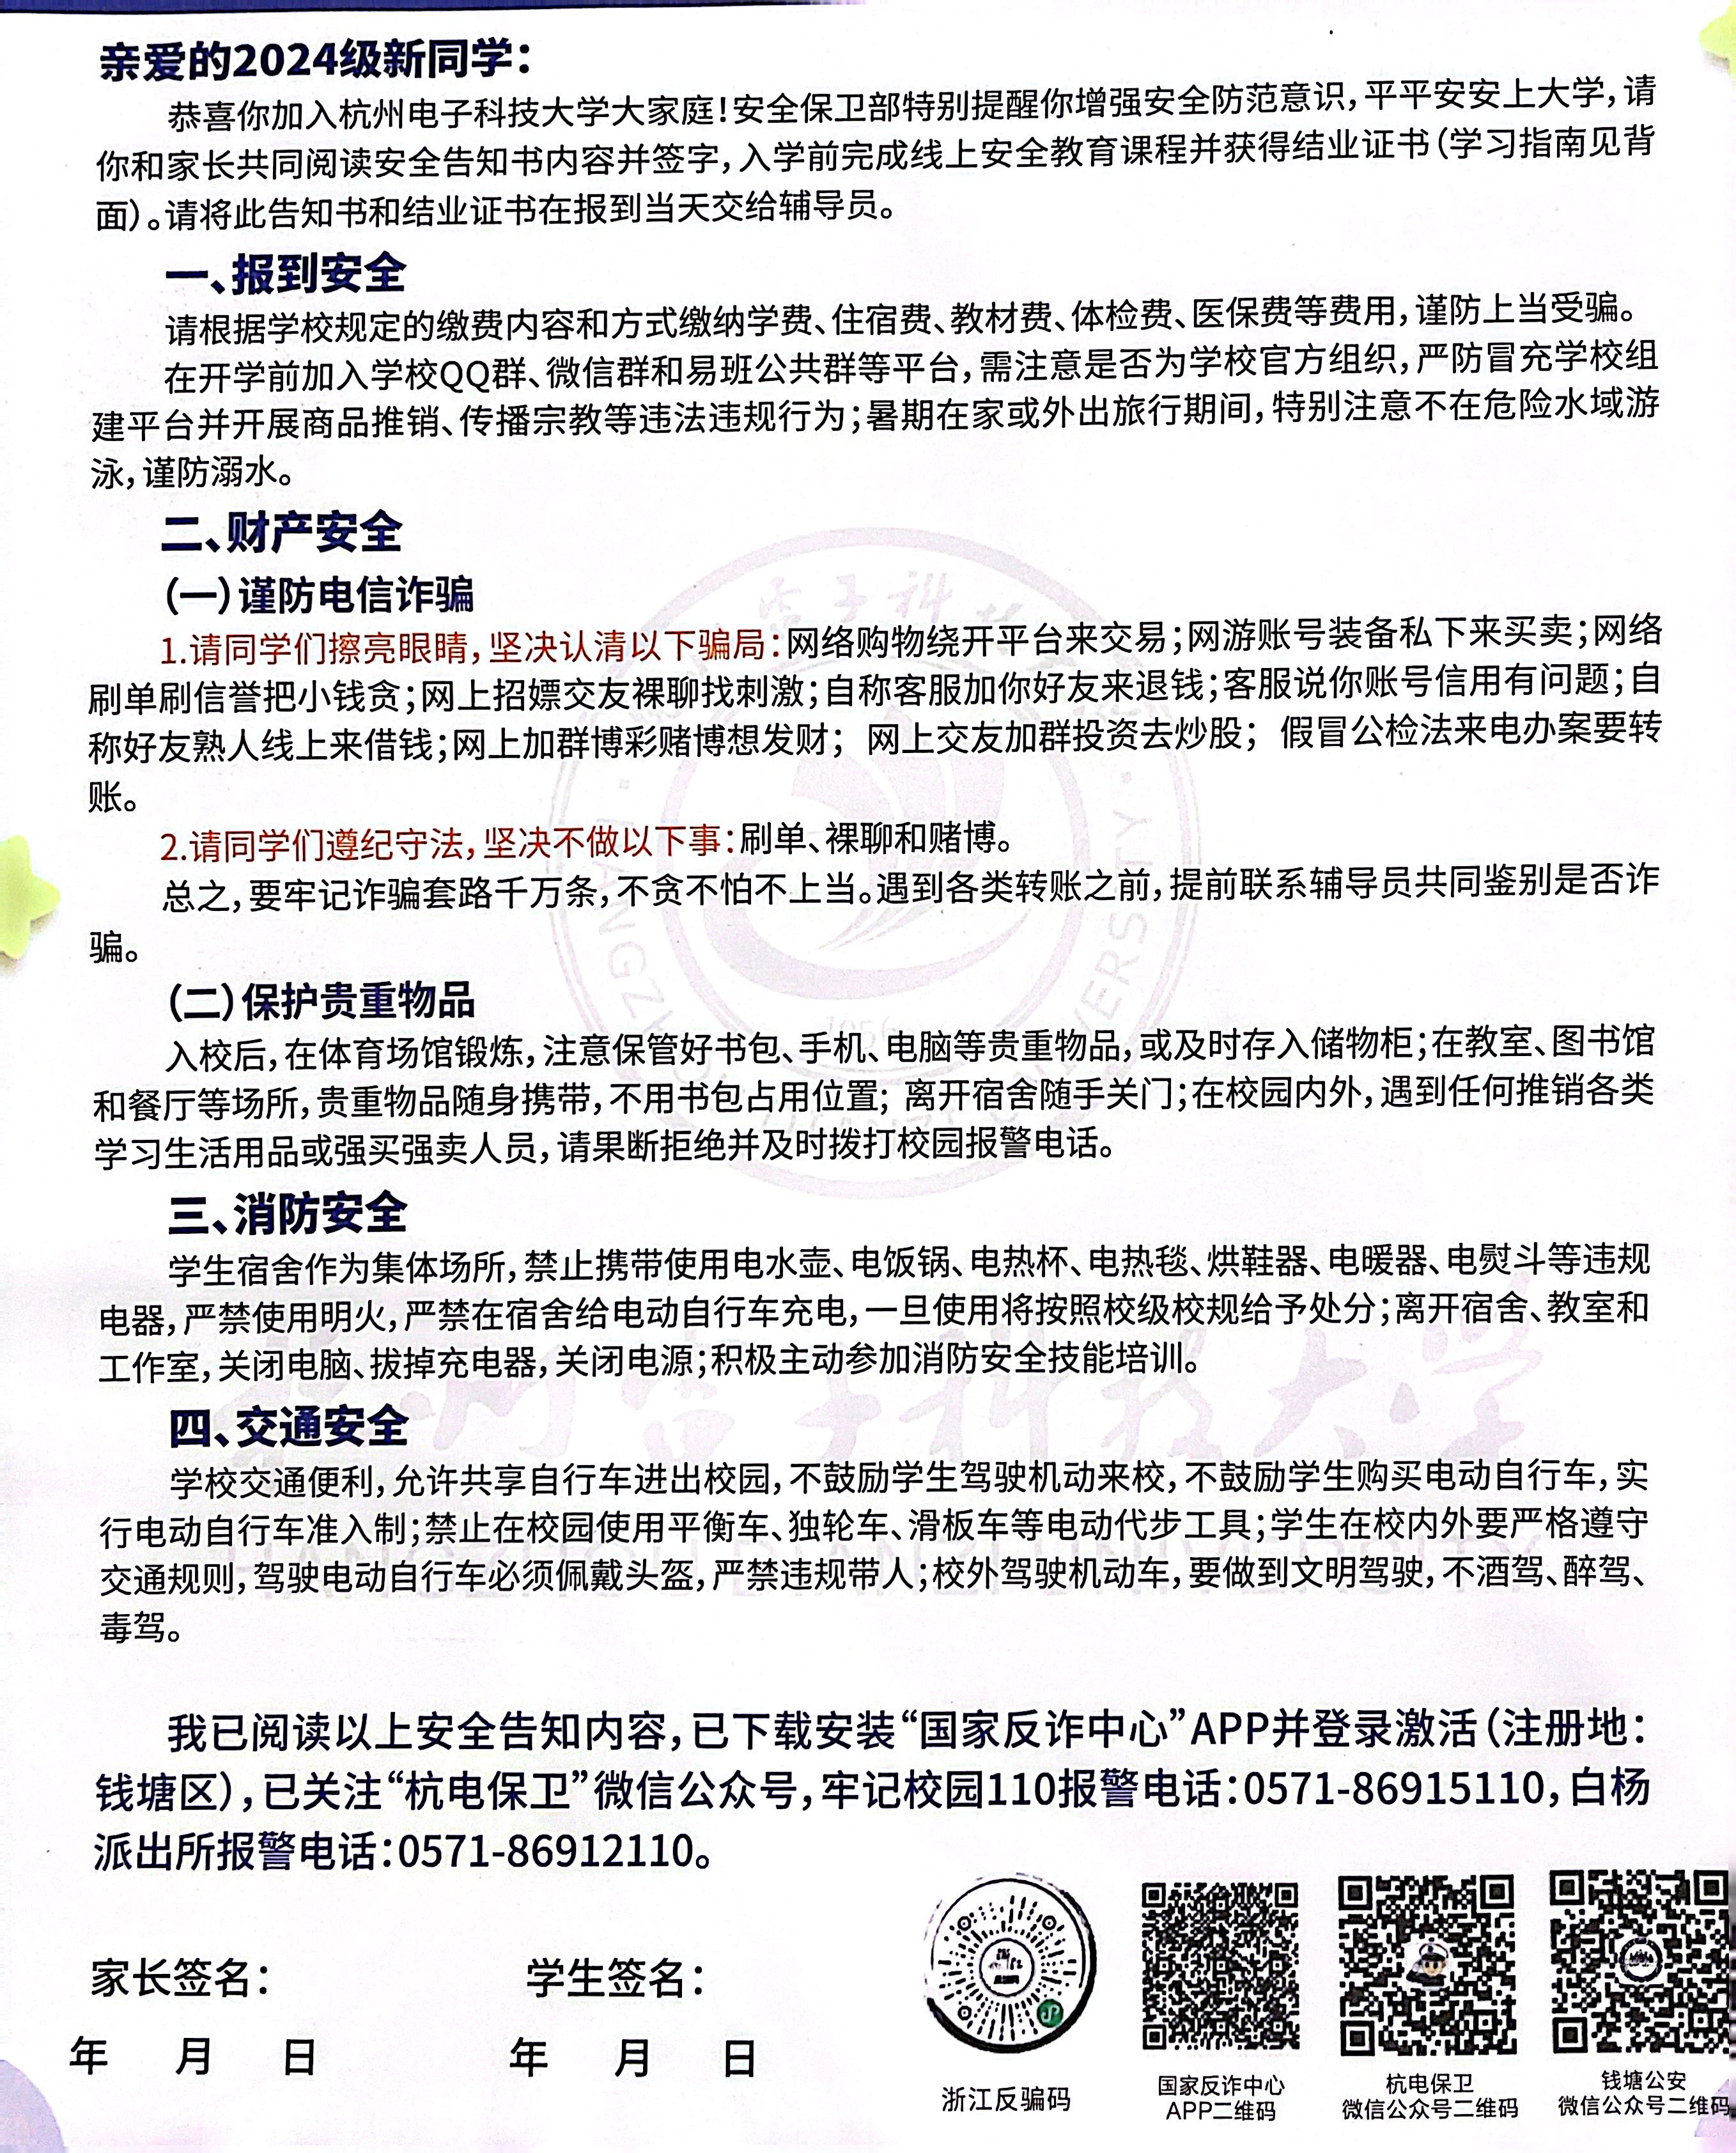 亲爱的2024级新同学：
恭喜你加入杭州电子科技大学大家庭！安全保卫部特别提醒你增强安全防范意识，平平安安上大学，请
你和家长共同阅读安全告知书内容并签字，入学前完成线上安全教育课程并获得结业证书（学习指南见背
面）。请将此告知书和结业证书在报到当天交给辅导员。
一、报到安全
请根据学校规定的缴费内容和方式缴纳学费、住宿费、教材费、体检费、医保费等费用，谨防上当受骗。
在开学前加入学校QQ群、微信群和易班公共群等平台，需注意是否为学校官方组织，严防冒充学校组
建平台并开展商品推销、传播宗教等违法违规行为；暑期在家或外出旅行期间，特别注意不在危险水域游
泳，谨防溺水。
二、财产安全
（一）谨防电信诈骗
1.请同学们擦亮眼睛，坚决认清以下骗局：网络购物绕开平台来交易；网游账号装备私下来买卖；网络
刷单刷信誉把小钱贪；网上招嫖交友裸聊找刺激；自称客服加你好友来退钱；客服说你账号信用有问题；自
称好友熟人线上来借钱；网上加群博彩赌博想发财；网上交友加群投资去炒股；假冒公检法来电办案要转
账。
2.请同学们遵纪守法，坚决不做以下事：刷单、裸聊和赌博。
总之，要牢记诈骗套路千万条，不贪不怕不上当。遇到各类转账之前，提前联系辅导员共同鉴别是否诈
骗。
（二）保护贵重物品
入校后，在体育场馆锻炼，注意保管好书包、手机、电脑等贵重物品，或及时存入储物柜；在教室、图书馆
和餐厅等场所，贵重物品随身携带，不用书包占用位置；离开宿舍随手关门；在校园内外，遇到任何推销各类
学习生活用品或强买强卖人员，请果断拒绝并及时拨打校园报警电话。
三、消防安全
学生宿舍作为集体场所，禁止携带使用电水壶、电饭锅、电热杯、电热毯、烘鞋器、电暖器、电熨斗等违规
电器，严禁使用明火，严禁在宿舍给电动自行车充电，一旦使用将按照校级校规给予处分；离开宿舍、教室和
工作室，关闭电脑、拔掉充电器，关闭电源；积极主动参加消防安全技能培训。
四、交通安全
学校交通便利，允许共享自行车进出校园，不鼓励学生驾驶机动来校，不鼓励学生购买电动自行车，实
行电动自行车准入制；禁止在校园使用平衡车、独轮车、滑板车等电动代步工具；学生在校内外要严格遵守
交通规则，驾驶电动自行车必须佩戴头盔，严禁违规带人；校外驾驶机动车，要做到文明驾驶，不酒驾、醉驾、
毒驾。
我已阅读以上安全告知内容，已下载安装“国家反诈中心”APP并登录激活（注册地：
钱塘区），已关注“杭电保卫”微信公众号，牢记校园110报警电话：0571-86915110，白杨
派出所报警电话：0571-86912110。
家长签名： 学生签名：
年 月 日 年 月 日
浙江反骗码
国家反诈中心
APP二维码
杭电保卫
微信公众号二维码
钱塘公安
微信公众号二维码